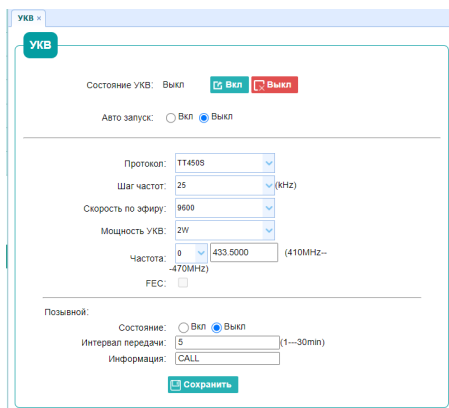 УКВ ×
УКВ
Состояние УКВ: Выкл Вкл Выкл
Авто запуск: Вкл Выкл
Протокол: TT450S
Шаг частот: 25 (kHz)
Скорость по эфиру: 9600
Мощность УКВ: 2W
Частота: 0 433.5000 (410MHz--
-470MHz)
FEC:
Позывной:
Состояние: Вкл Выкл
Интервал передачи: 5 (1---30min)
Информация: CALL
Сохранить